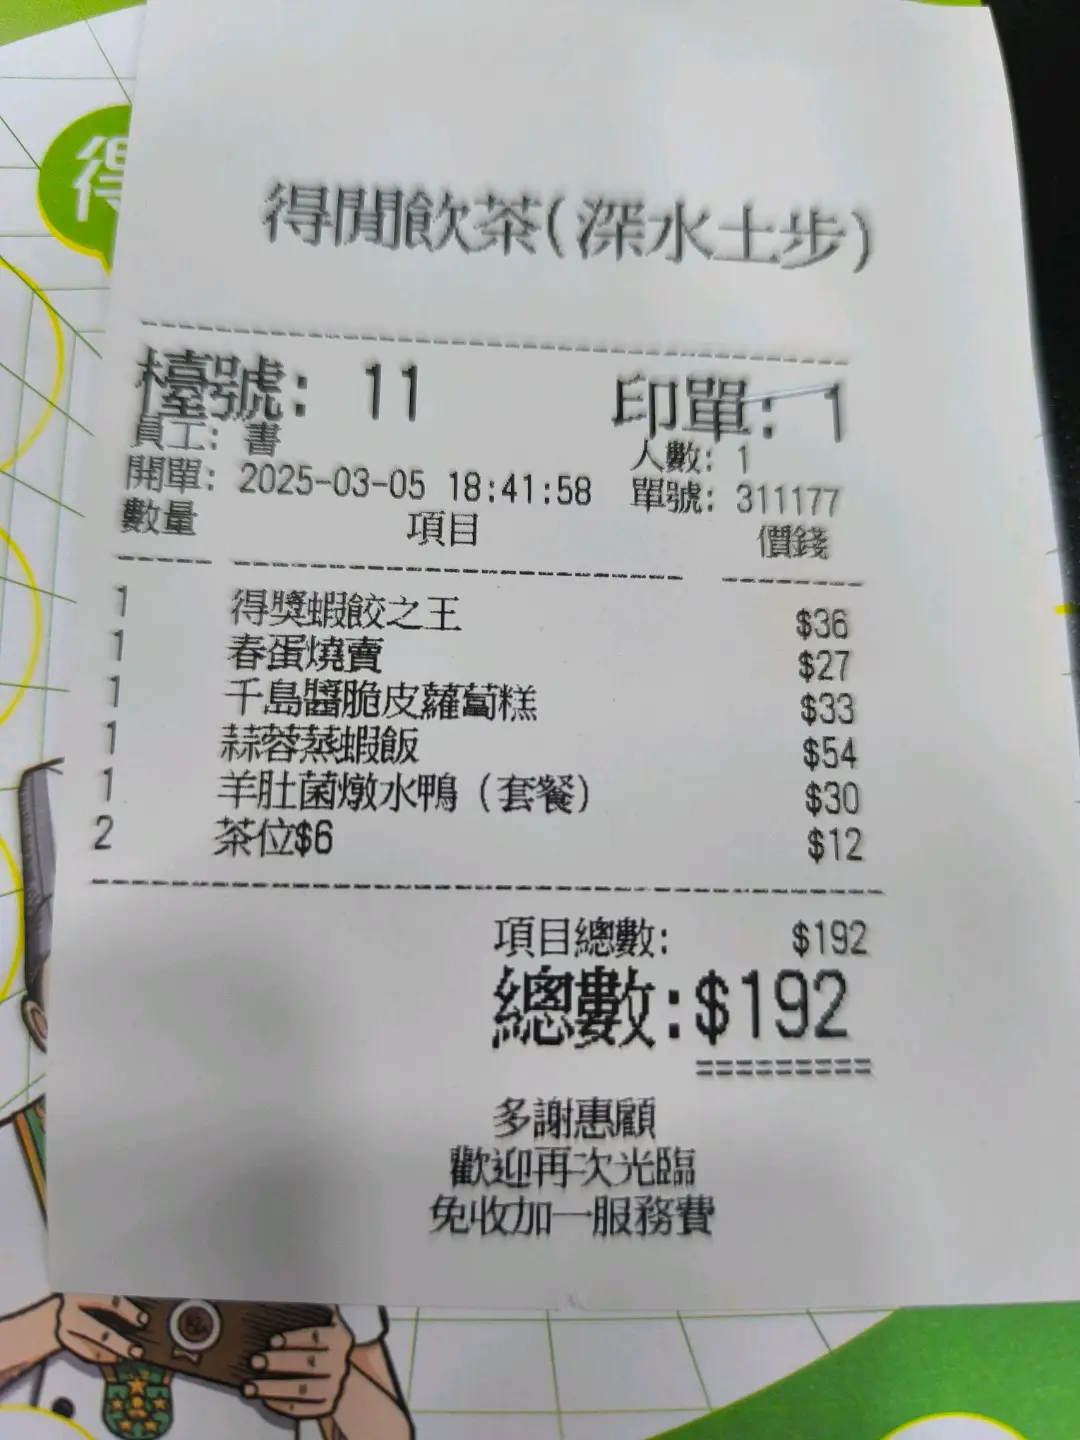 得
得閒飲茶(深水土步)
檯號: 11 印單: 1
員工: 書 人數: 1
開單: 2025-03-05 18:41:58 單號: 311177
數量 項目 價錢
1 得獎蝦餃之王 $36
1 春蛋燒賣 $27
1 千島醬脆皮蘿蔔糕 $33
1 蒜蓉蒸蝦飯 $54
1 羊肚菌燉水鴨（套餐） $30
2 茶位$6 $12
項目總數: $192
總數:$192
多謝惠顧
歡迎再次光臨
免收加一服務費